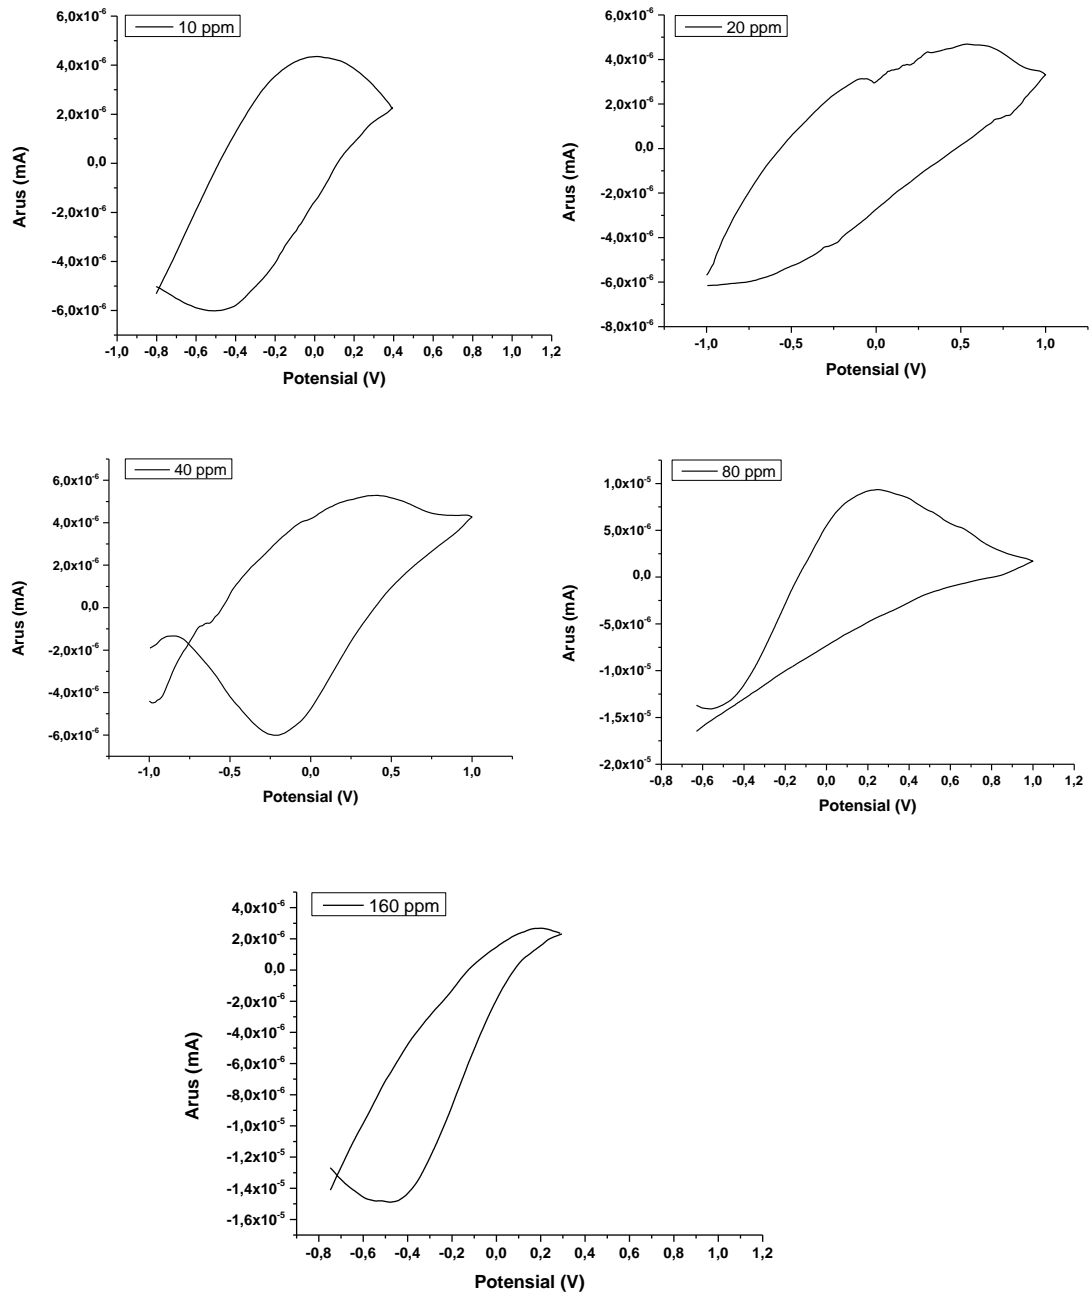 10 ppm
6,0x10-6
4,0x10-6
2,0x10-6
0,0
-2,0x10-6
-4,0x10-6
-6,0x10-6
Arus (mA)
-1,0 -0,8 -0,6 -0,4 -0,2 0,0 0,2 0,4 0,6 0,8 1,0 1,2
Potensial (V)
20 ppm
6,0x10-6
4,0x10-6
2,0x10-6
0,0
-2,0x10-6
-4,0x10-6
-6,0x10-6
-8,0x10-6
Arus (mA)
-1,0 -0,5 0,0 0,5 1,0
Potensial (V)
40 ppm
6,0x10-6
4,0x10-6
2,0x10-6
0,0
-2,0x10-6
-4,0x10-6
-6,0x10-6
Arus (mA)
-1,0 -0,5 0,0 0,5 1,0
Potensial (V)
80 ppm
1,0x10-5
5,0x10-6
0,0
-5,0x10-6
-1,0x10-5
-1,5x10-5
-2,0x10-5
Arus (mA)
-0,8 -0,6 -0,4 -0,2 0,0 0,2 0,4 0,6 0,8 1,0 1,2
Potensial (V)
160 ppm
4,0x10-6
2,0x10-6
0,0
-2,0x10-6
-4,0x10-6
-6,0x10-6
-8,0x10-6
-1,0x10-5
-1,2x10-5
-1,4x10-5
-1,6x10-5
Arus (mA)
-0,8 -0,6 -0,4 -0,2 0,0 0,2 0,4 0,6 0,8 1,0 1,2
Potensial (V)